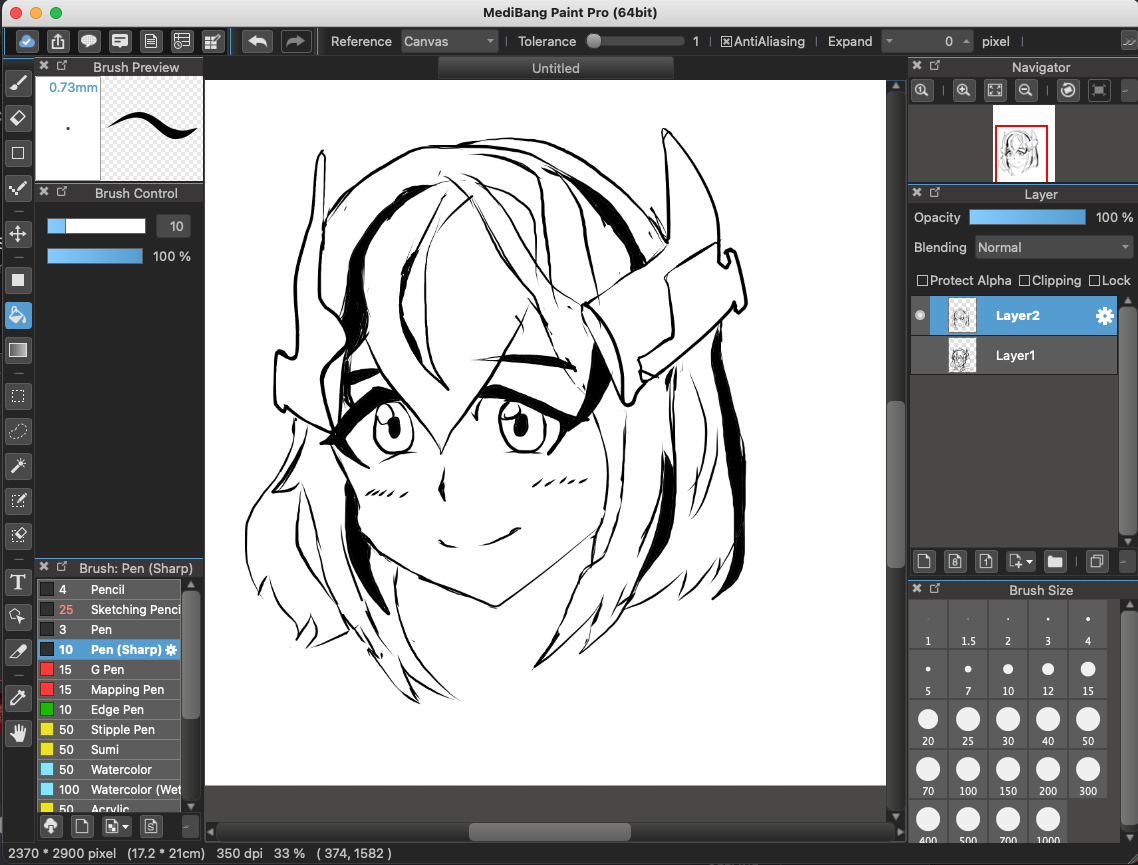 MediBang Paint Pro (64bit)
Reference Canvas Tolerance 1 AntiAliasing Expand 0 pixel
Brush Preview
Untitled
Navigator
0.73mm
Brush Control
10
100 %
Layer
Opacity 100 %
Blending Normal
Protect Alpha Clipping Lock
Layer2
Layer1
Brush: Pen (Sharp)
4 Pencil
25 Sketching Penci
3 Pen
10 Pen (Sharp)
15 G Pen
15 Mapping Pen
10 Edge Pen
50 Stipple Pen
50 Sumi
50 Watercolor
100 Watercolor (Wet
50 Acrylic
Brush Size
1 1.5 2 3 4
5 7 10 12 15
20 25 30 40 50
70 100 150 200 300
400 500 700 1000
2370 * 2900 pixel (17.2 * 21cm) 350 dpi 33 % ( 374, 1582 )